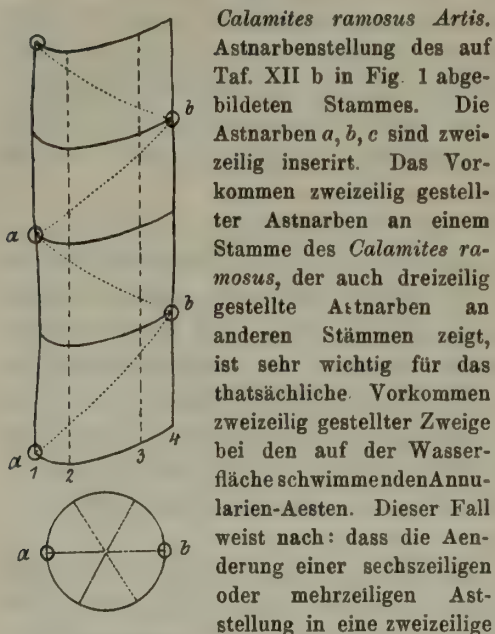 Calamites ramosus Artis.
Astnarbenstellung des auf
Taf. XII b in Fig. 1 abge-
bildeten Stammes. Die
Astnarben a, b, c sind zwei-
zeilig inserirt. Das Vor-
kommen zweizeilig gestell-
ter Astnarben an einem
Stamme des Calamites ra-
mosus, der auch dreizeilig
gestellte Astnarben an
anderen Stämmen zeigt,
ist sehr wichtig für das
thatsächliche Vorkommen
zweizeilig gestellter Zweige
bei den auf der Wasser-
fläche schwimmenden Annu-
larien-Aesten. Dieser Fall
weist nach: dass die Aen-
derung einer sechszeiligen
oder mehrzeiligen Ast-
stellung in eine zweizeilige
b
a
b
a
1 2 3 4
a b